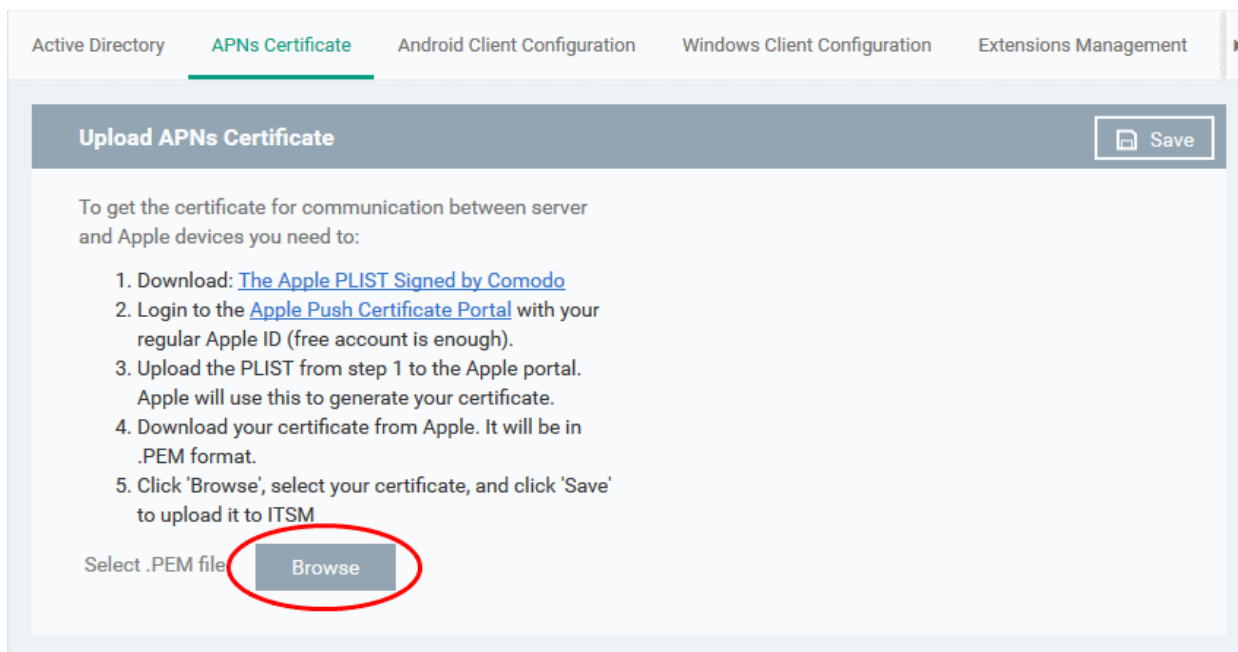 Active Directory APNs Certificate Android Client Configuration Windows Client Configuration Extensions Management
Upload APNs Certificate
Save
To get the certificate for communication between server
and Apple devices you need to:
1. Download: The Apple PLIST Signed by Comodo
2. Login to the Apple Push Certificate Portal with your
regular Apple ID (free account is enough).
3. Upload the PLIST from step 1 to the Apple portal.
Apple will use this to generate your certificate.
4. Download your certificate from Apple. It will be in
.PEM format.
5. Click 'Browse', select your certificate, and click 'Save'
to upload it to ITSM
Select .PEM file
Browse